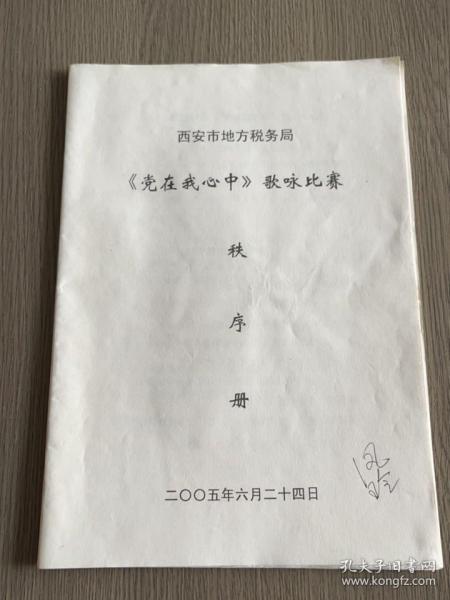 西安市地方税务局
《党在我心中》歌咏比赛
秩
序
册
二〇〇五年六月二十四日
孔夫子旧书网
www.kongfz.com